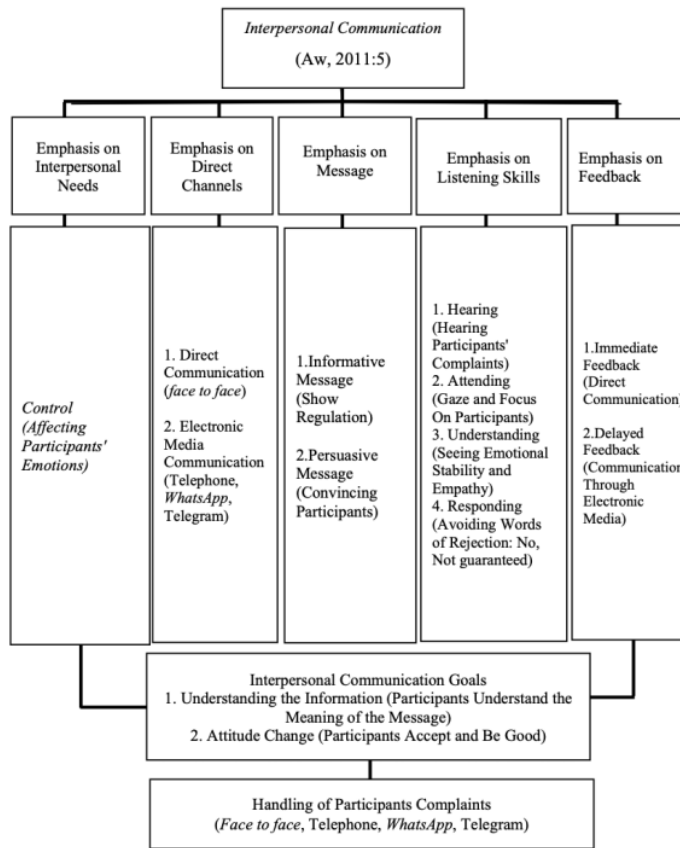 Interpersonal Communication
(Aw, 2011:5)
Emphasis on
Interpersonal
Needs
Emphasis on
Direct
Channels
Emphasis on
Message
Emphasis on
Listening Skills
Emphasis on
Feedback
Control
(Affecting
Participants'
Emotions)
1. Direct
Communication
(face to face)
2. Electronic
Media
Communication
(Telephone,
WhatsApp,
Telegram)
1.Informative
Message
(Show
Regulation)
2.Persuasive
Message
(Convincing
Participants)
1. Hearing
(Hearing
Participants'
Complaints)
2. Attending
(Gaze and Focus
On Participants)
3. Understanding
(Seeing Emotional
Stability and
Empathy)
4. Responding
(Avoiding Words
of Rejection: No,
Not guaranteed)
1.Immediate
Feedback
(Direct
Communication)
2.Delayed
Feedback
(Communication
Through
Electronic
Media)
Interpersonal Communication Goals
1. Understanding the Information (Participants Understand the
Meaning of the Message)
2. Attitude Change (Participants Accept and Be Good)
Handling of Participants Complaints
(Face to face, Telephone, WhatsApp, Telegram)